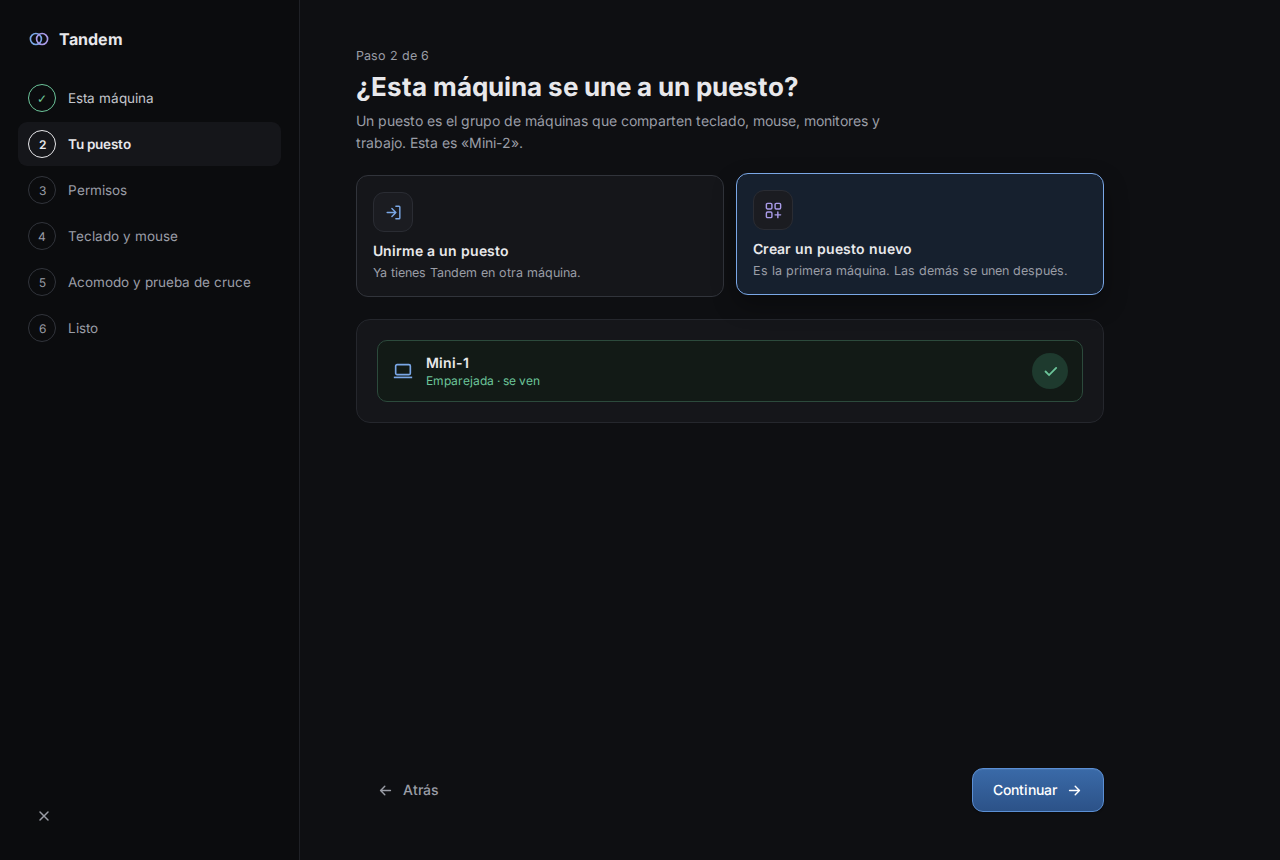 Tandem
✓ Esta máquina
2 Tu puesto
3 Permisos
4 Teclado y mouse
5 Acomodo y prueba de cruce
6 Listo
Paso 2 de 6
¿Esta máquina se une a un puesto?
Un puesto es el grupo de máquinas que comparten teclado, mouse, monitores y
trabajo. Esta es «Mini-2».
Unirme a un puesto
Ya tienes Tandem en otra máquina.
Crear un puesto nuevo
Es la primera máquina. Las demás se unen después.
Mini-1
Emparejada · se ven
Atrás
Continuar